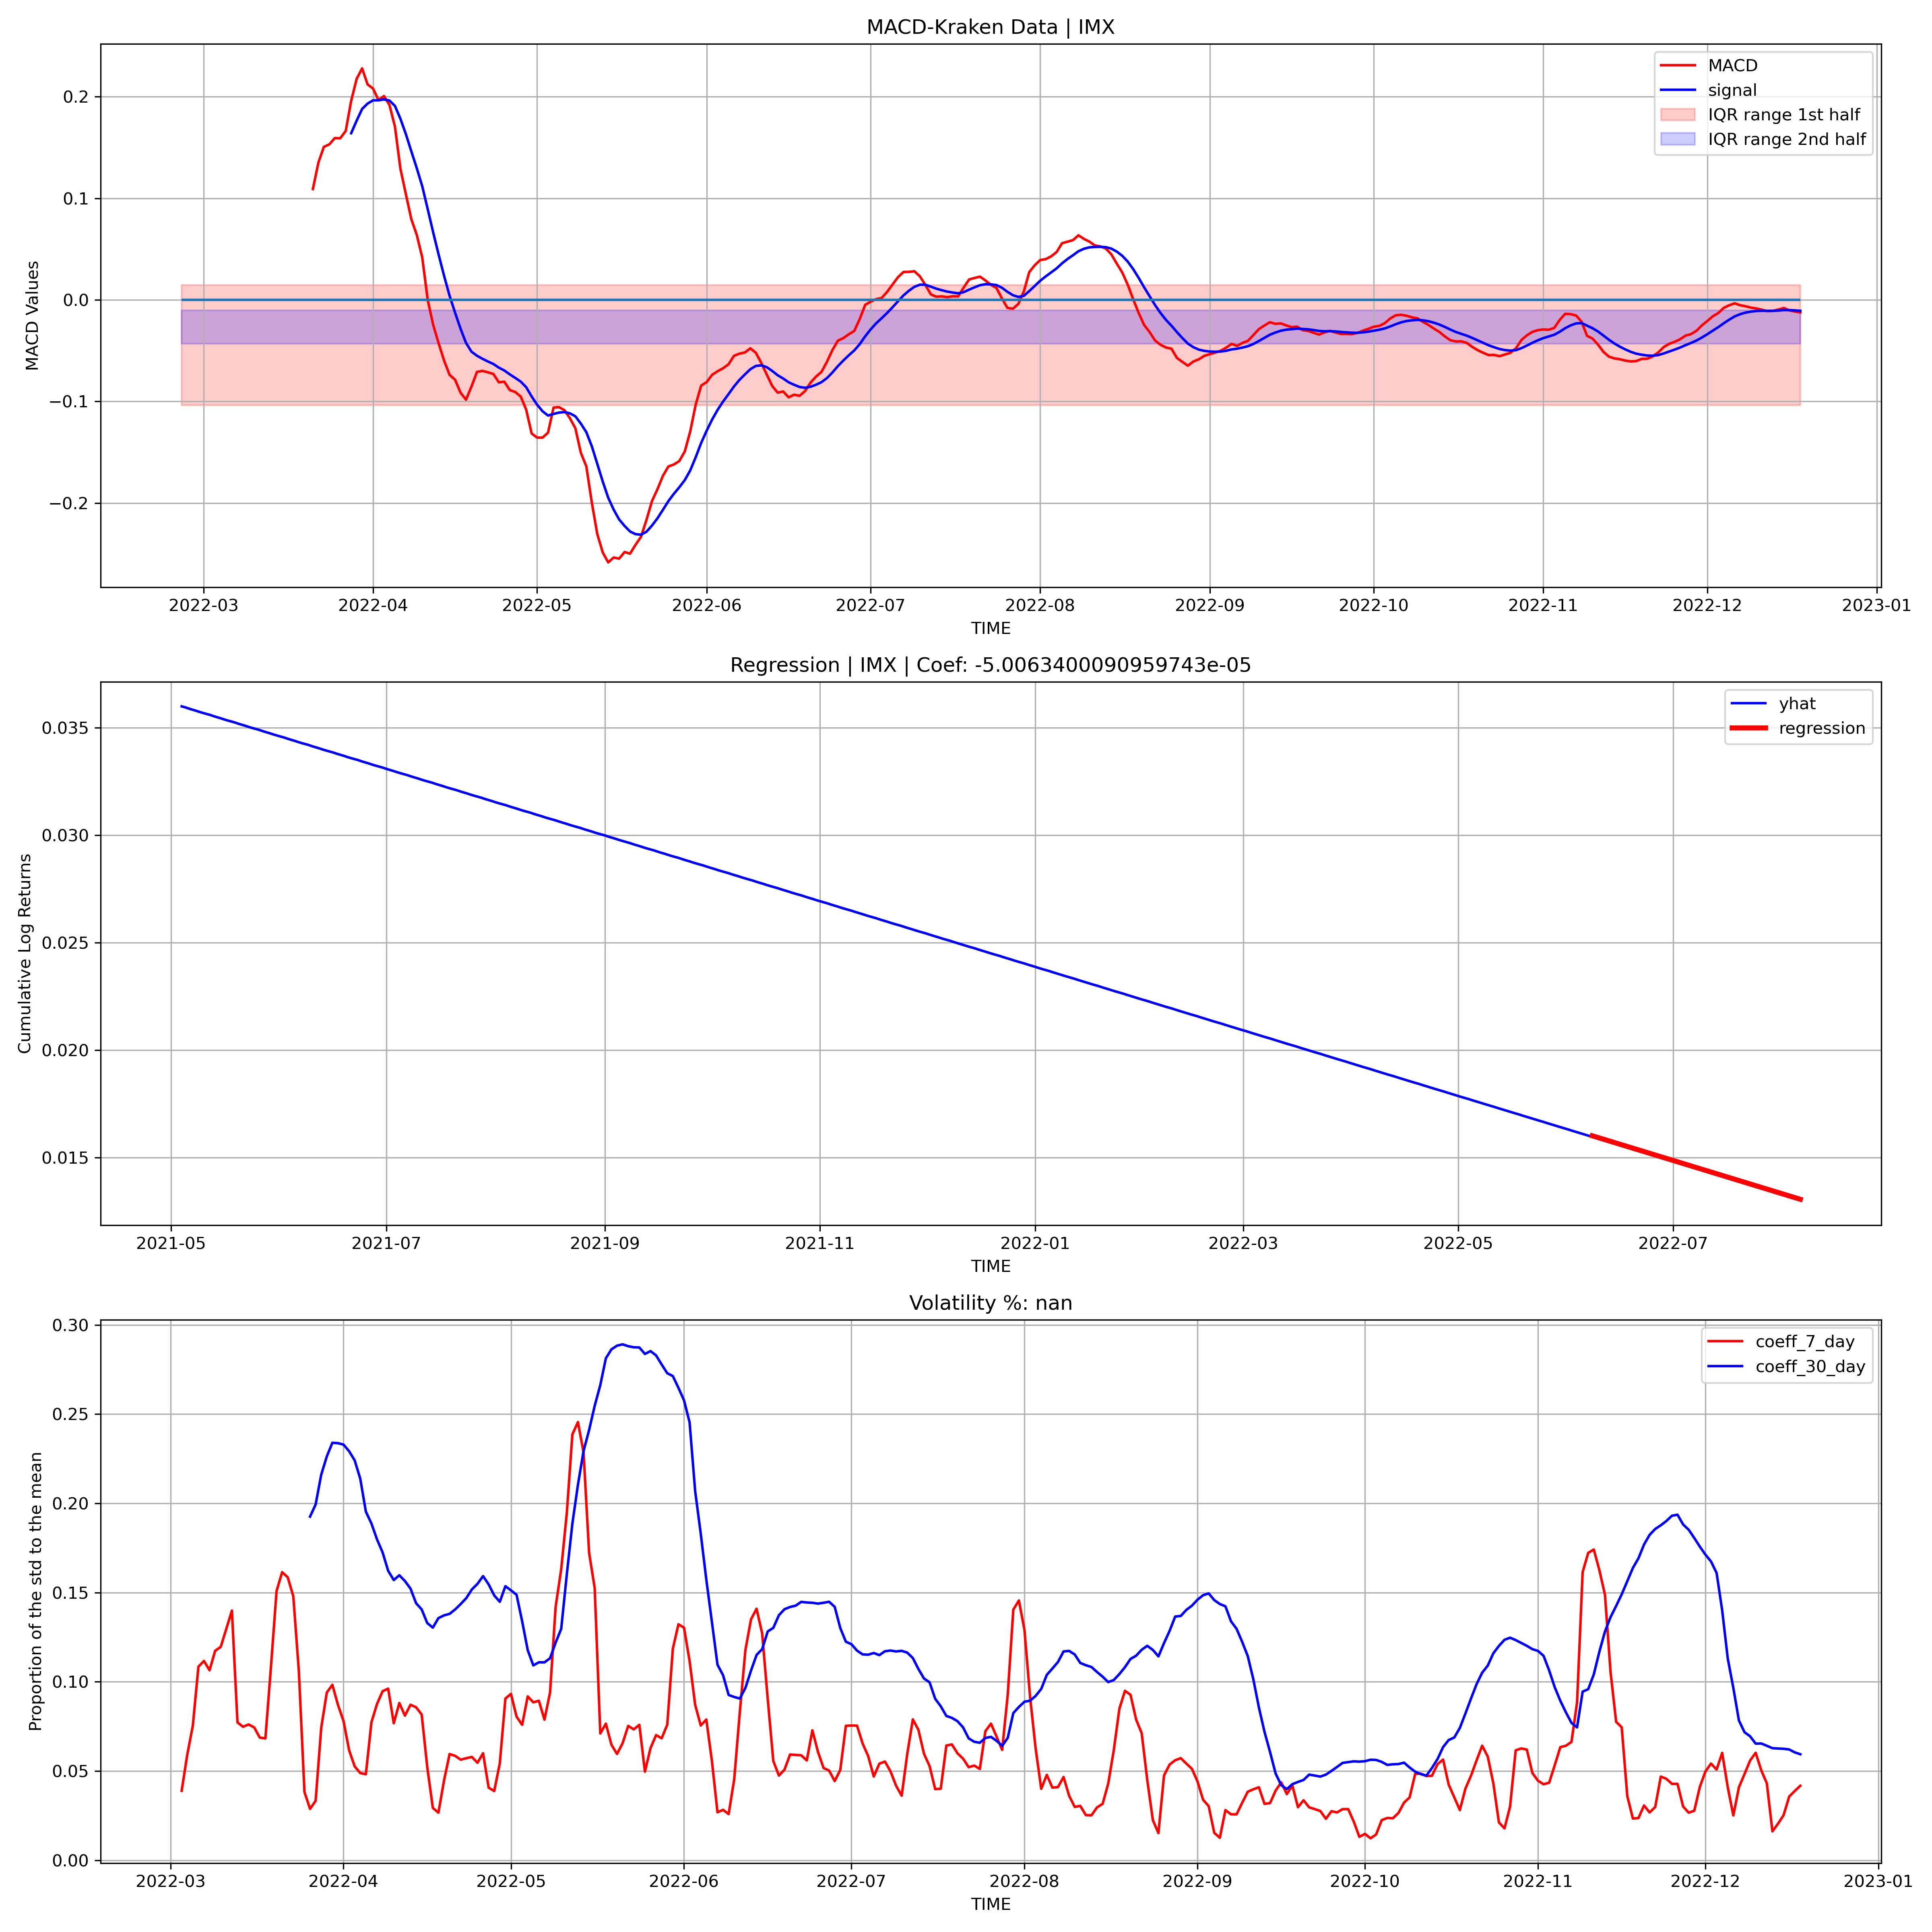 MACD-Kraken Data | IMX
MACD
signal
IQR range 1st half
IQR range 2nd half
MACD Values
0.2
0.1
0.0
−0.1
−0.2
2022-03 2022-04 2022-05 2022-06 2022-07 2022-08 2022-09 2022-10 2022-11 2022-12 2023-01
TIME
Regression | IMX | Coef: -5.0063400090959743e-05
yhat
regression
Cumulative Log Returns
0.035
0.030
0.025
0.020
0.015
2021-05 2021-07 2021-09 2021-11 2022-01 2022-03 2022-05 2022-07
TIME
Volatility %: nan
coeff_7_day
coeff_30_day
Proportion of the std to the mean
0.30
0.25
0.20
0.15
0.10
0.05
0.00
2022-03 2022-04 2022-05 2022-06 2022-07 2022-08 2022-09 2022-10 2022-11 2022-12 2023-01
TIME